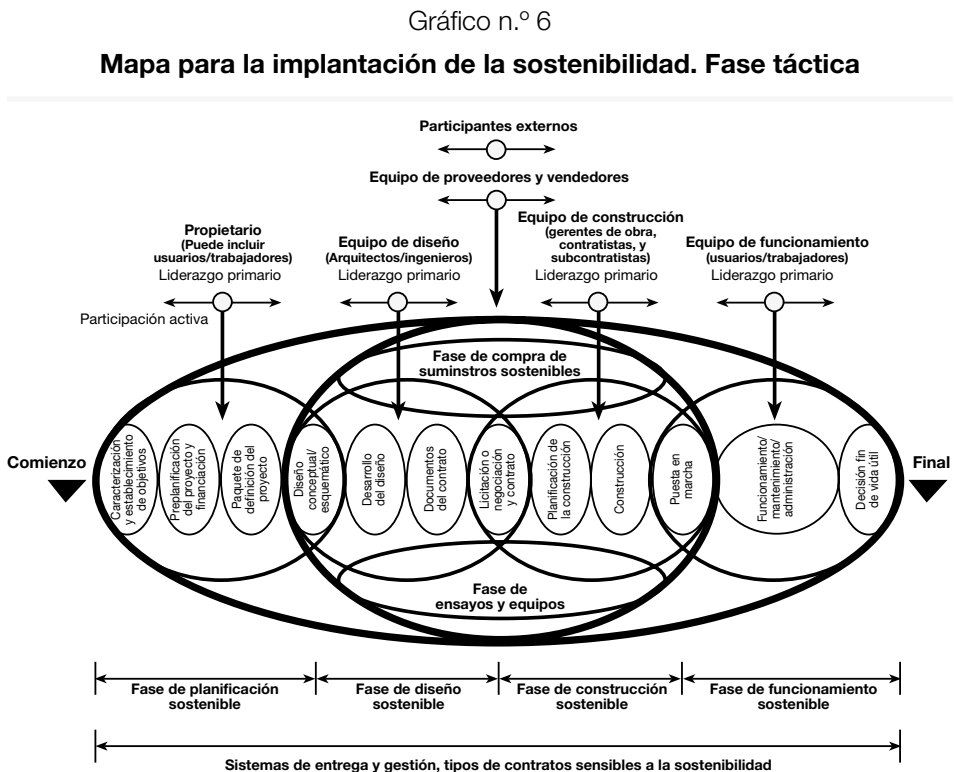 Gráfico n.º 6
Mapa para la implantación de la sostenibilidad. Fase táctica
Participantes externos
Equipo de proveedores y vendedores
Propietario
(Puede incluir
usuarios/trabajadores)
Liderazgo primario
Equipo de diseño
(Arquitectos/ingenieros)
Liderazgo primario
Equipo de construcción
(gerentes de obra,
contratistas, y
subcontratistas)
Liderazgo primario
Equipo de funcionamiento
(usuarios/trabajadores)
Liderazgo primario
Participación activa
Fase de compra de
suminstros sostenibles
Comienzo
Caracterización
y establecimiento
de objetivos
Preplanificación
del proyecto y
financiación
Paquete de
definición del
proyecto
Diseño
conceptual/
esquemático
Desarrollo
del diseño
Documentos
del contrato
Licitación o
negociación
y contrato
Planificación de
la construcción
Construcción
Puesta en
marcha
Funcionamiento/
mantenimiento/
administración
Decisión fin
de vida útil
Final
Fase de
ensayos y equipos
Fase de planificación
sostenible
Fase de diseño
sostenible
Fase de construcción
sostenible
Fase de funcionamiento
sostenible
Sistemas de entrega y gestión, tipos de contratos sensibles a la sostenibilidad